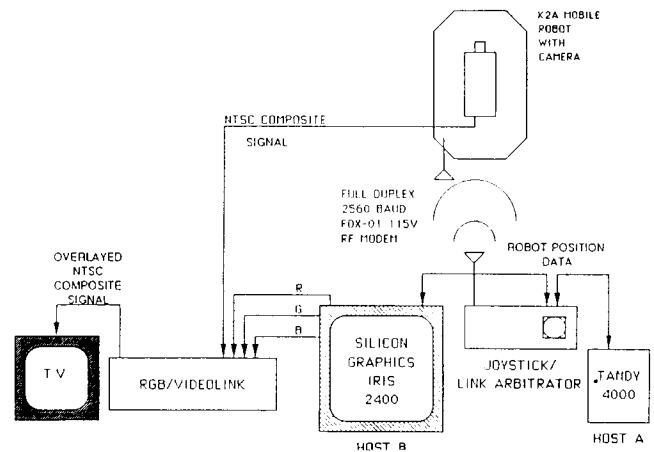 K2A MOBILE
ROBOT
WITH
CAMERA
NTSC COMPOSITE
SIGNAL
FULL DUPLEX
2560 BAUD
FOX-01 115V
RF MODEM
ROBOT POSITION
DATA
OVERLAYED
NTSC
COMPOSITE
SIGNAL
R
G
B
TV
RGB/VIDEOLINK
SILICON
GRAPHICS
IRIS
2400
JOYSTICK/
LINK ARBITRATOR
TANDY
4000
HOST B
HOST A